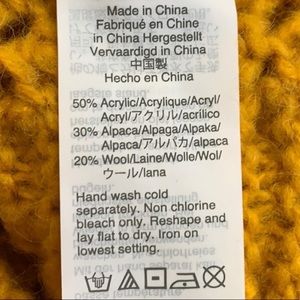 Made in China
Fabriqué en Chine
in China Hergestellt
Vervaardigd in China
中国製
Hecho en China
50% Acrylic/Acrylique/Acryl/
Acryl/アクリル/acrílico
30% Alpaca/Alpaga/Alpaka/
Alpaca/アルパカ/alpaca
20% Wool/Laine/Wolle/Wol/
ウール/lana
Hand wash cold
separately. Non chlorine
bleach only. Reshape and
lay flat to dry. Iron on
lowest setting.